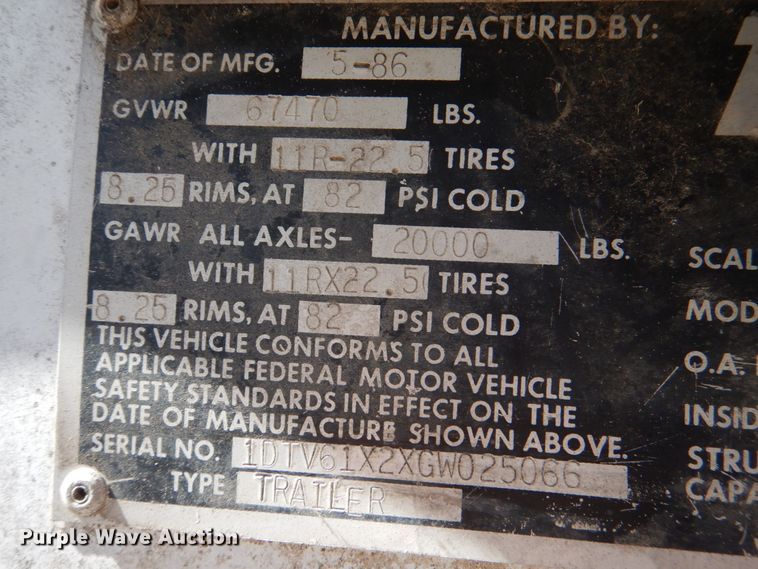 MANUFACTURED BY:
DATE OF MFG. 5-86
GVWR 67470 LBS.
WITH 11R-22.5 TIRES
8.25 RIMS, AT 82 PSI COLD
GAWR ALL AXLES- 20000 LBS.
WITH 11RX22.5 TIRES
8.25 RIMS, AT 82 PSI COLD
THIS VEHICLE CONFORMS TO ALL
APPLICABLE FEDERAL MOTOR VEHICLE
SAFETY STANDARDS IN EFFECT ON THE
DATE OF MANUFACTURE SHOWN ABOVE.
SERIAL NO. 1DTV61X2XGW025066
TYPE TRAILER
SCAL
MOD
O.A.
INSID
STRU
CAPA
Purple Wave Auction